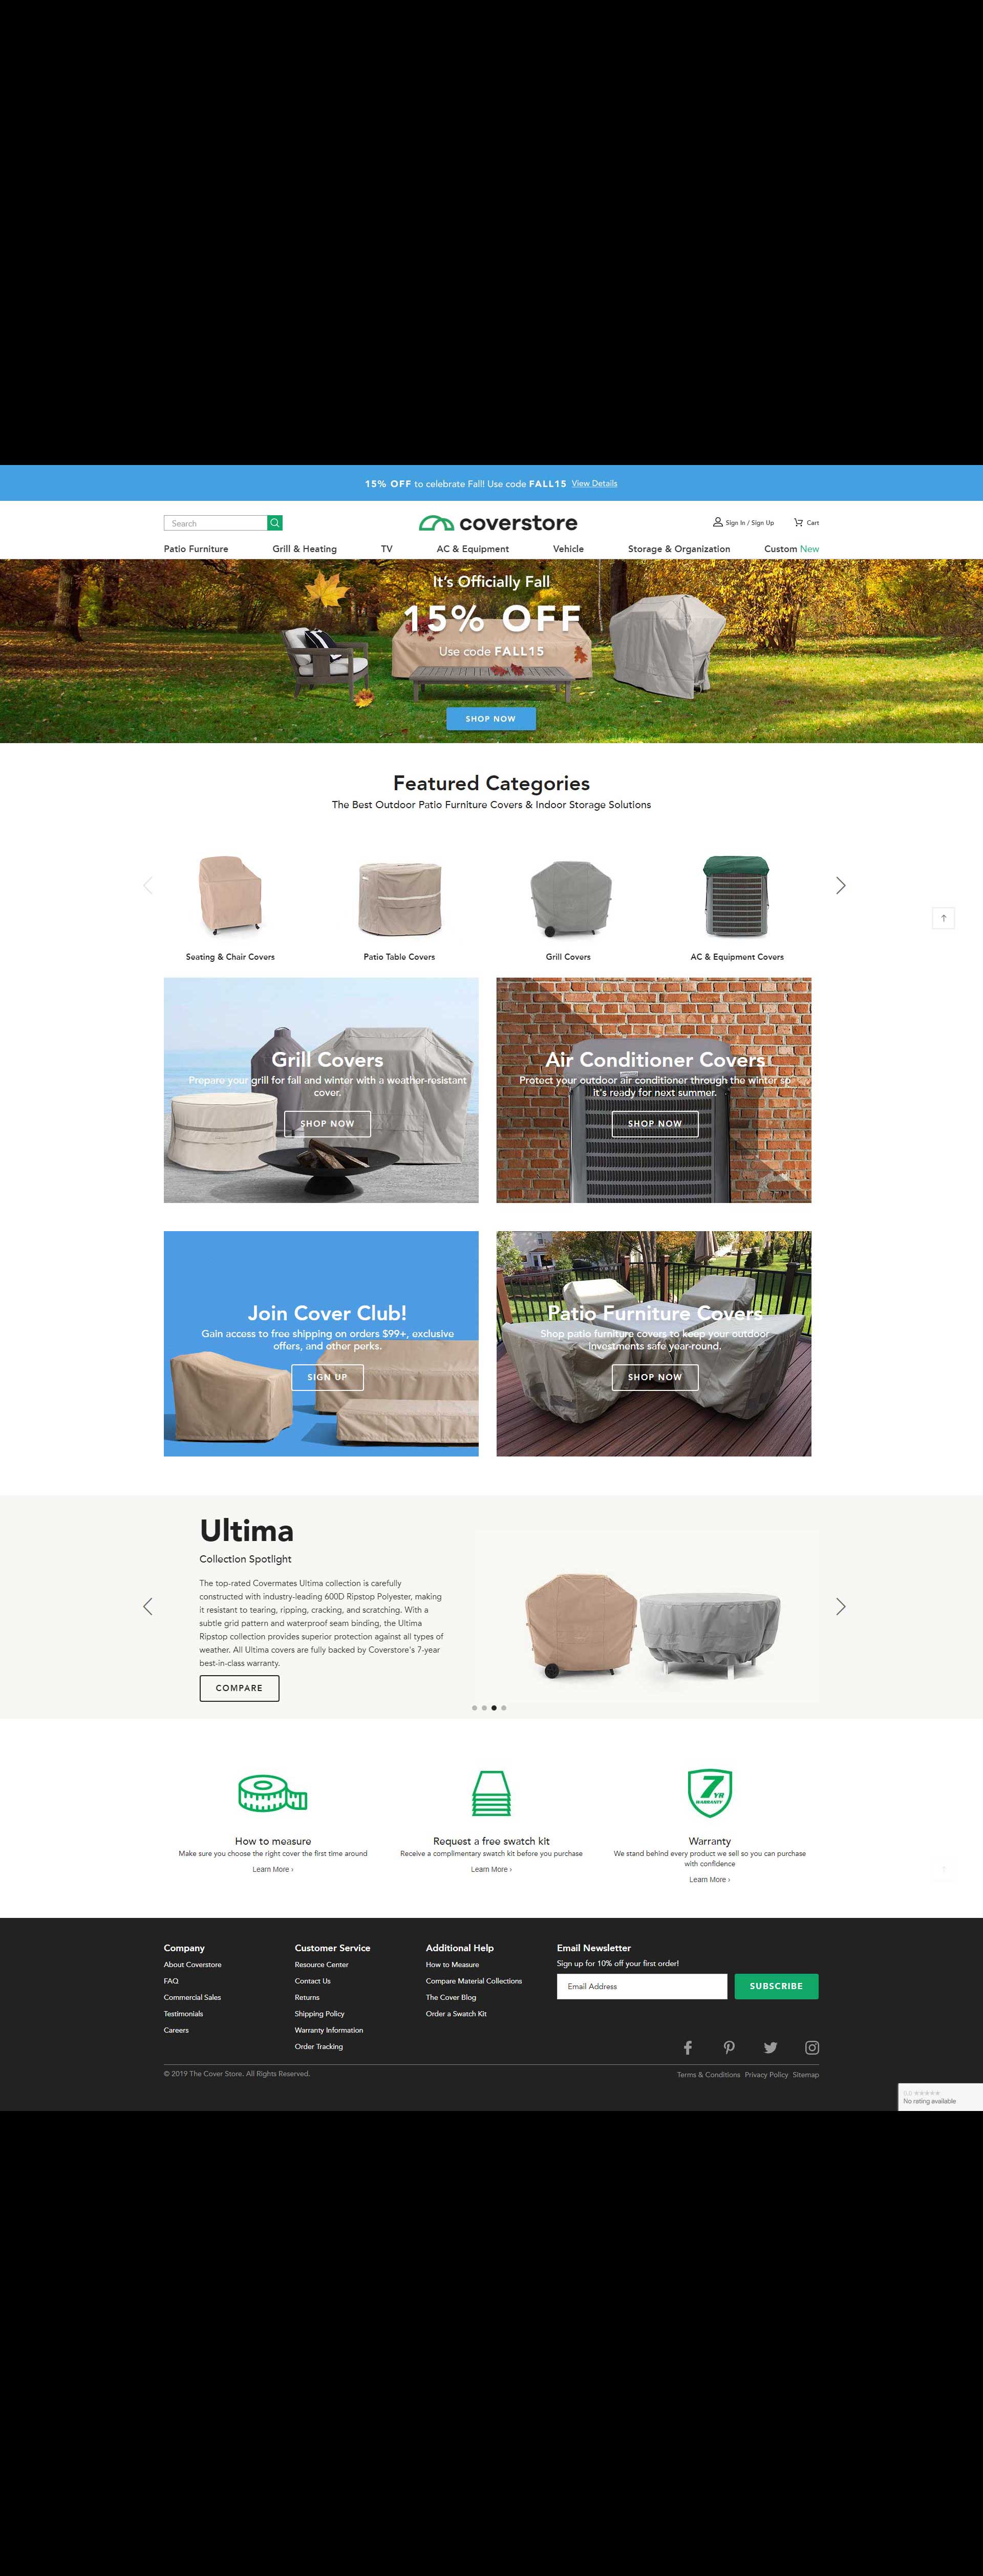 15% OFF to celebrate Fall! Use code FALL15 View Details
Search
coverstore
Sign In / Sign Up
Cart
Patio Furniture
Grill & Heating
TV
AC & Equipment
Vehicle
Storage & Organization
Custom New
It's Officially Fall
15% OFF
Use code FALL15
SHOP NOW
Featured Categories
The Best Outdoor Patio Furniture Covers & Indoor Storage Solutions
Seating & Chair Covers
Patio Table Covers
Grill Covers
AC & Equipment Covers
Grill Covers
Prepare your grill for fall and winter with a weather-resistant
cover.
SHOP NOW
Air Conditioner Covers
Protect your outdoor air conditioner through the winter so
it's ready for next summer.
SHOP NOW
Join Cover Club!
Gain access to free shipping on orders $99+, exclusive
offers, and other perks.
SIGN UP
Patio Furniture Covers
Shop patio furniture covers to keep your outdoor
investments safe year-round.
SHOP NOW
Ultima
Collection Spotlight
The top-rated Covermates Ultima collection is carefully
constructed with industry-leading 600D Ripstop Polyester, making
it resistant to tearing, ripping, cracking, and scratching. With a
subtle grid pattern and waterproof seam binding, the Ultima
Ripstop collection provides superior protection against all types of
weather. All Ultima covers are fully backed by Coverstore's 7-year
best-in-class warranty.
COMPARE
7 YR
WARRANTY
How to measure
Make sure you choose the right cover the first time around
Learn More ›
Request a free swatch kit
Receive a complimentary swatch kit before you purchase
Learn More ›
Warranty
We stand behind every product we sell so you can purchase
with confidence
Learn More ›
Company
About Coverstore
FAQ
Commercial Sales
Testimonials
Careers
Customer Service
Resource Center
Contact Us
Returns
Shipping Policy
Warranty Information
Order Tracking
Additional Help
How to Measure
Compare Material Collections
The Cover Blog
Order a Swatch Kit
Email Newsletter
Sign up for 10% off your first order!
Email Address
SUBSCRIBE
© 2019 The Cover Store. All Rights Reserved.
Terms & Conditions Privacy Policy Sitemap
0.0 ★★★★★
No rating available